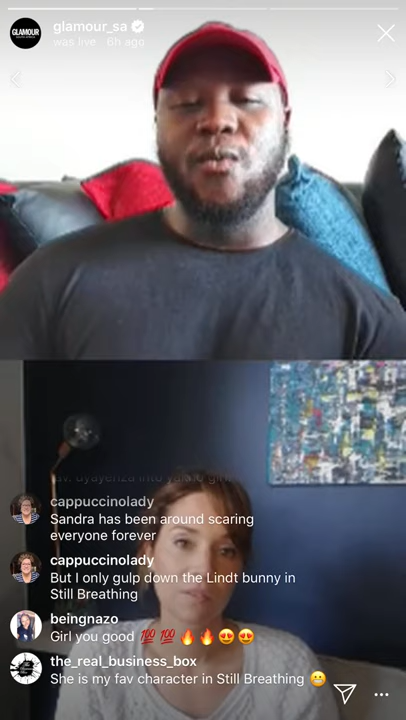 GLAMOUR
glamour_sa
was live 6h ago
cappuccinolady
Sandra has been around scaring
everyone forever
cappuccinolady
But I only gulp down the Lindt bunny in
Still Breathing
beingnazo
Girl you good 💯 💯 🔥 🔥 😍 😍
the_real_business_box
She is my fav character in Still Breathing 😬